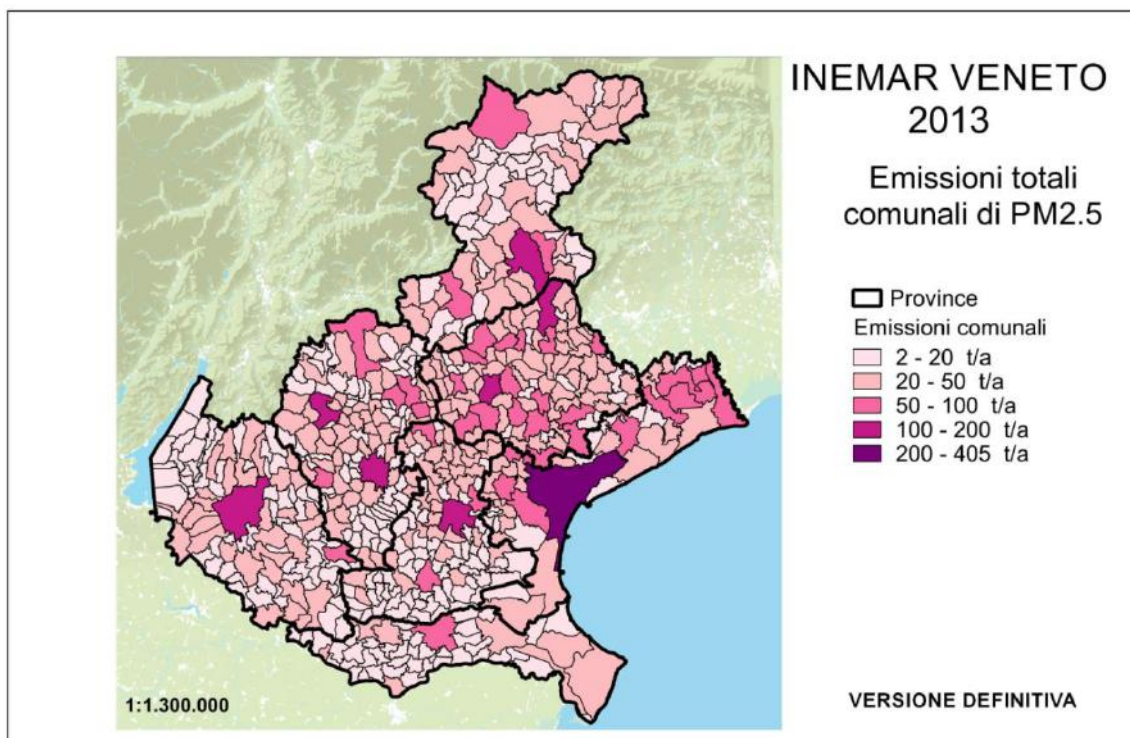 INEMAR VENETO
2013
Emissioni totali
comunali di PM2.5
Province
Emissioni comunali
2 - 20 t/a
20 - 50 t/a
50 - 100 t/a
100 - 200 t/a
200 - 405 t/a
1:1.300.000
VERSIONE DEFINITIVA